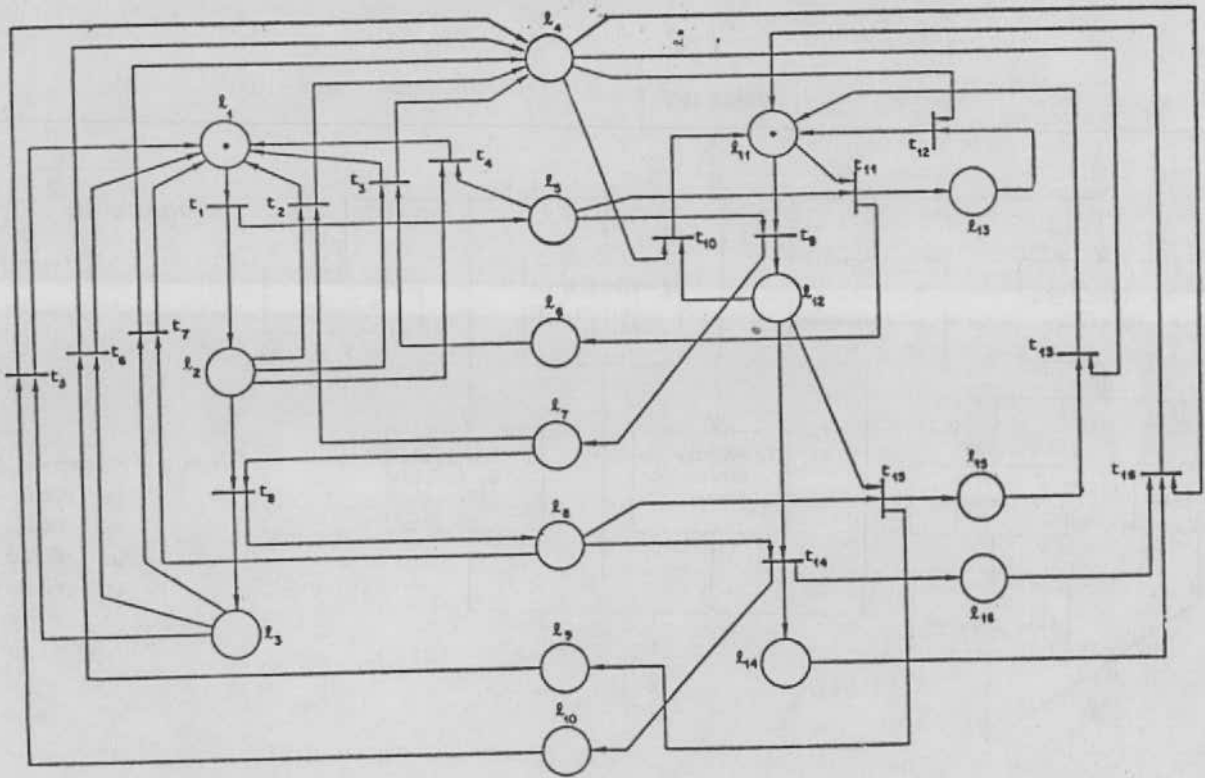 ℓ₄
ℓ₁
ℓ₁₁
t₁₂
t₄
t₁₁
t₃
ℓ₅
t₁
t₂
ℓ₁₃
t₁₀
t₉
ℓ₁₂
ℓ₆
t₇
t₆
t₁₃
ℓ₂
t₅
ℓ₇
t₈
t₁₅
ℓ₁₅
t₁₆
ℓ₈
t₁₄
ℓ₁₆
ℓ₃
ℓ₉
ℓ₁₄
ℓ₁₀